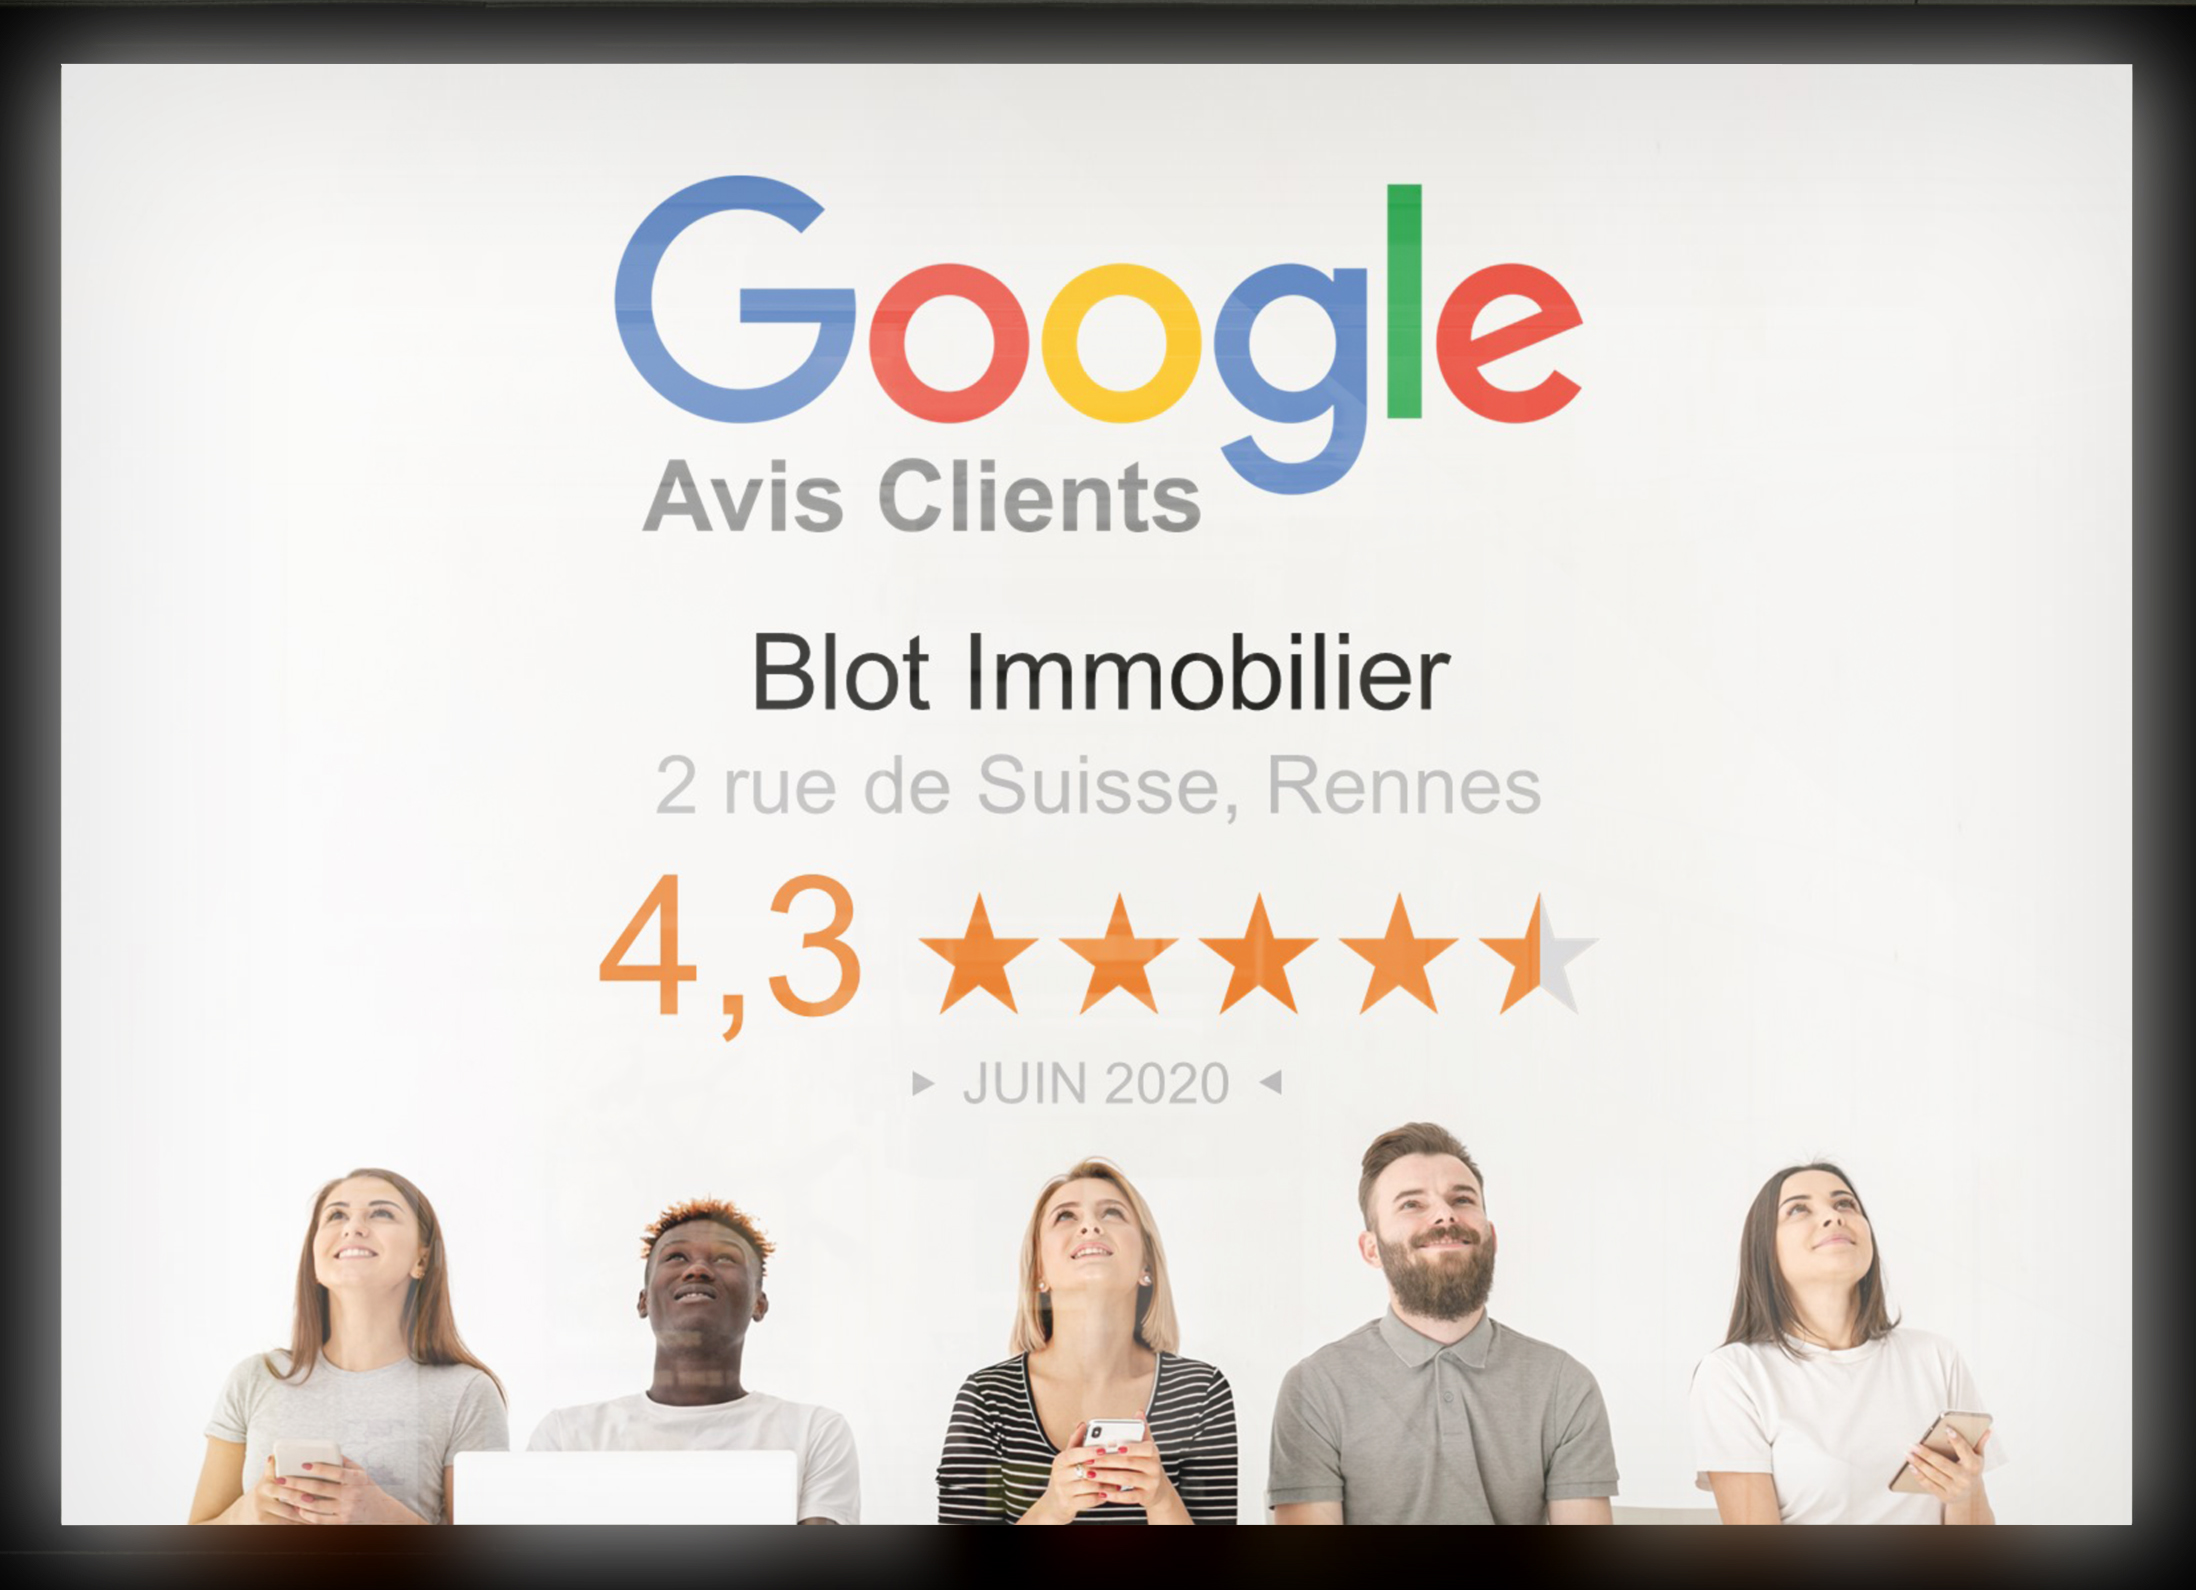 Google
Avis Clients
Blot Immobilier
2 rue de Suisse, Rennes
4,3
JUIN 2020